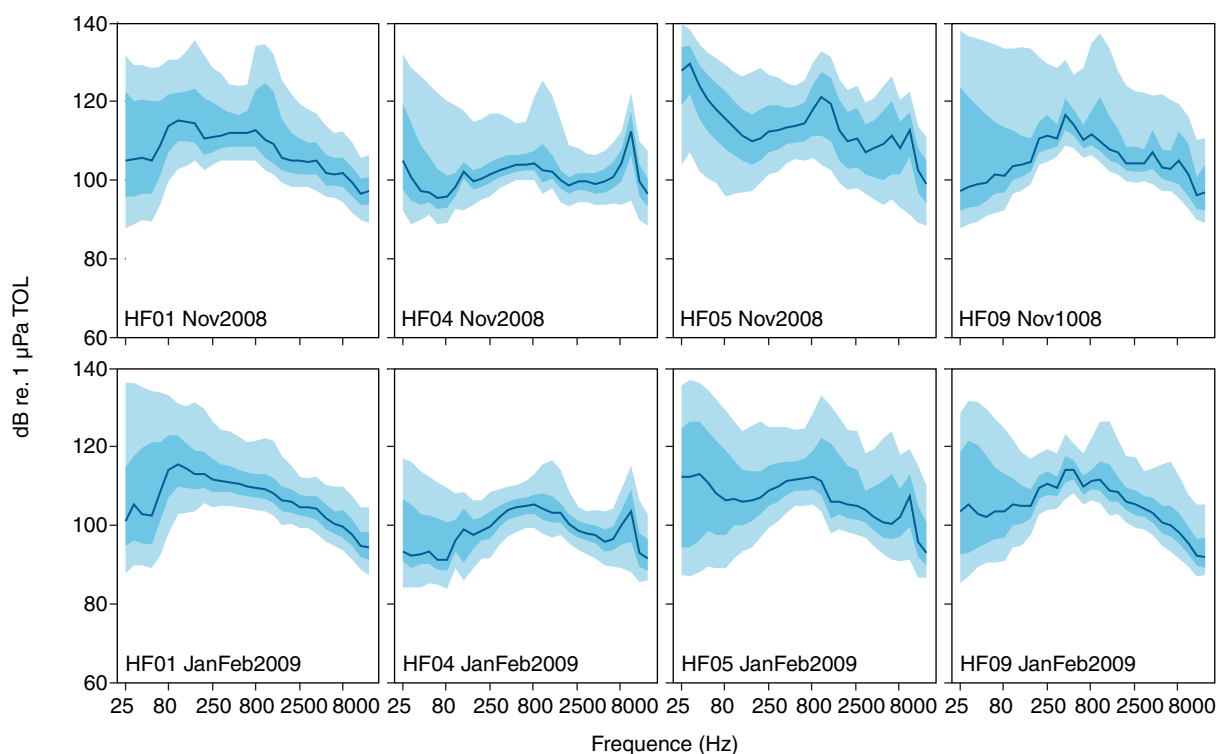 dB re. 1 µPa TOL
140
120
100
80
60
HF01 Nov2008
HF04 Nov2008
HF05 Nov2008
HF09 Nov1008
140
120
100
80
60
HF01 JanFeb2009
HF04 JanFeb2009
HF05 JanFeb2009
HF09 JanFeb2009
25 80 250 800 2500 8000
25 80 250 800 2500 8000
25 80 250 800 2500 8000
25 80 250 800 2500 8000
Frequence (Hz)